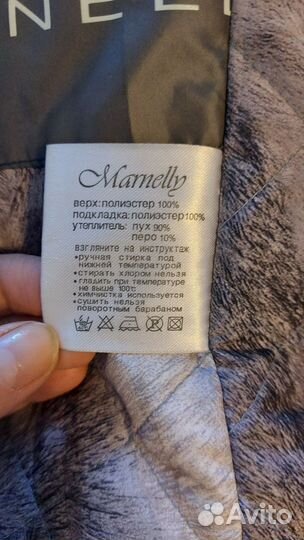 NELL
Marnelly
верх: полиэстер 100%
подкладка: полиэстер 100%
утеплитель: пух 90%
перо 10%
взгляните на инструктаж
•ручная стирка под
нижней температурой
•стирать хлором нельзя
•гладить при температуре
не выше 100t:
•химчистка используется
•сушить нельзя
поворотным барабаном
Avito